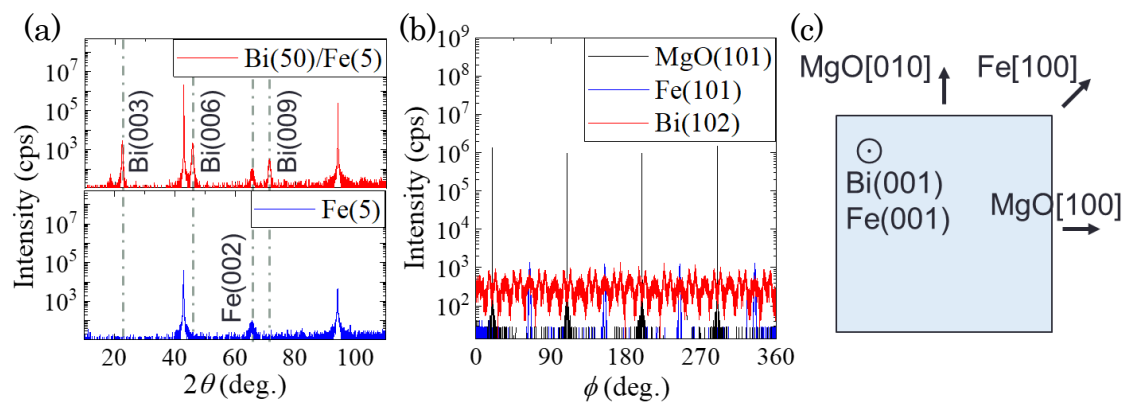 (a)
Bi(50)/Fe(5)
10^7
10^5
10^3
Bi(003)
Bi(006)
Bi(009)
Fe(5)
10^7
10^5
10^3
Fe(002)
Intensity (cps)
20 40 60 80 100
2θ (deg.)
(b)
10^9
10^8
10^7
10^6
10^5
10^4
10^3
10^2
MgO(101)
Fe(101)
Bi(102)
Intensity (cps)
0 90 180 270 360
ϕ (deg.)
(c)
MgO[010]
Fe[100]
Bi(001)
Fe(001)
MgO[100]